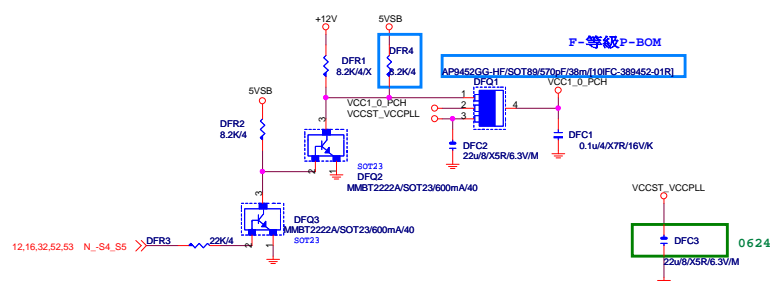 +12V
5VSB
F-等級P-BOM
DFR1
8.2K/4/X
DFR4
8.2K/4
AP9452GG-HF/SOT89/570pF/38m/[10IFC-389452-01R]
DFQ1
VCC1_0_PCH
5VSB
VCC1_0_PCH
VCCST_VCCPLL
1
2
3
4
DFR2
8.2K/4
3
DFC1
0.1u/4/X7R/16V/K
DFC2
22u/8/X5R/6.3V/M
2
1
SOT23
DFQ2
MMBT2222A/SOT23/600mA/40
3
VCCST_VCCPLL
DFQ3
MMBT2222A/SOT23/600mA/40
SOT23
12,16,32,52,53 N_-S4_S5
DFR3
22K/4
2
1
DFC3
0624
22u/8/X5R/6.3V/M